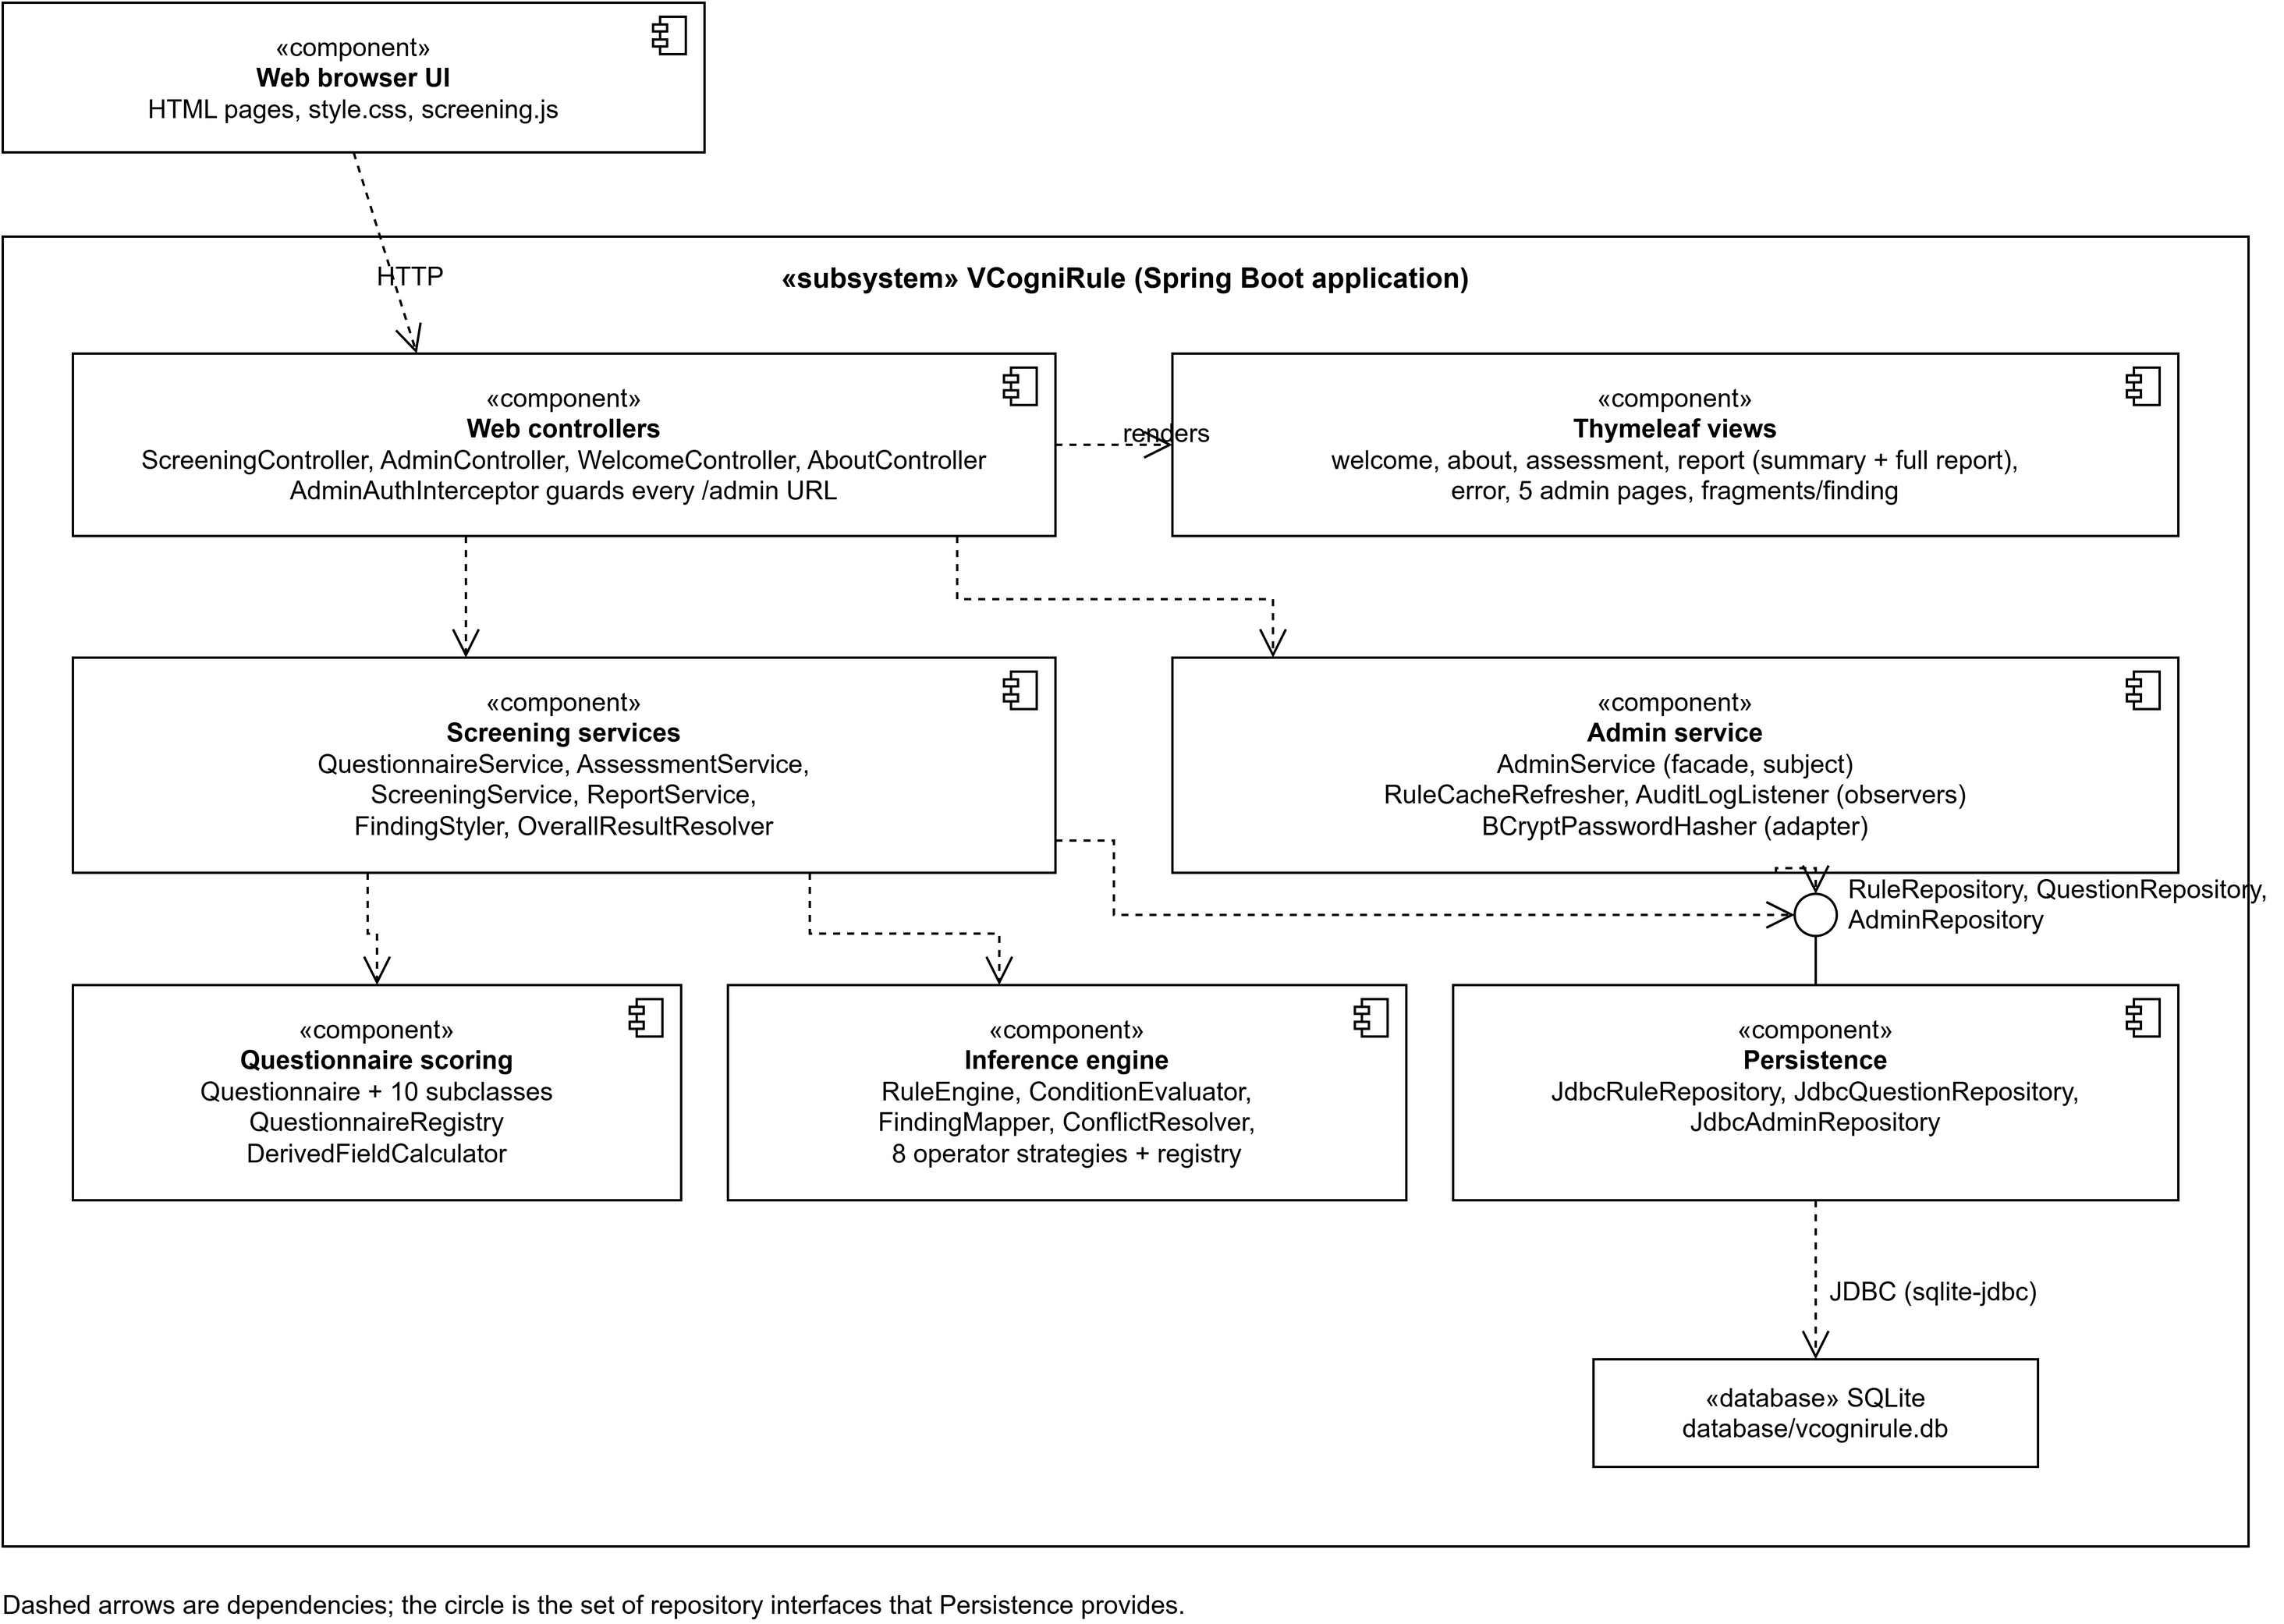 «component»
Web browser UI
HTML pages, style.css, screening.js
HTTP
«subsystem» VCogniRule (Spring Boot application)
«component»
Web controllers
ScreeningController, AdminController, WelcomeController, AboutController
AdminAuthInterceptor guards every /admin URL
renders
«component»
Thymeleaf views
welcome, about, assessment, report (summary + full report),
error, 5 admin pages, fragments/finding
«component»
Screening services
QuestionnaireService, AssessmentService,
ScreeningService, ReportService,
FindingStyler, OverallResultResolver
«component»
Admin service
AdminService (facade, subject)
RuleCacheRefresher, AuditLogListener (observers)
BCryptPasswordHasher (adapter)
RuleRepository, QuestionRepository,
AdminRepository
«component»
Questionnaire scoring
Questionnaire + 10 subclasses
QuestionnaireRegistry
DerivedFieldCalculator
«component»
Inference engine
RuleEngine, ConditionEvaluator,
FindingMapper, ConflictResolver,
8 operator strategies + registry
«component»
Persistence
JdbcRuleRepository, JdbcQuestionRepository,
JdbcAdminRepository
JDBC (sqlite-jdbc)
«database» SQLite
database/vcognirule.db
Dashed arrows are dependencies; the circle is the set of repository interfaces that Persistence provides.